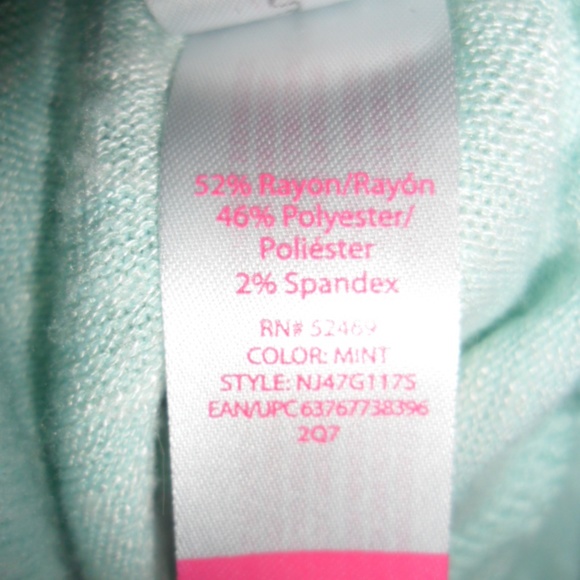 52% Rayon/Rayón
46% Polyester/
Poliéster
2% Spandex
RN# 52469
COLOR: MINT
STYLE: NJ47G117S
EAN/UPC 63767738396
2Q7